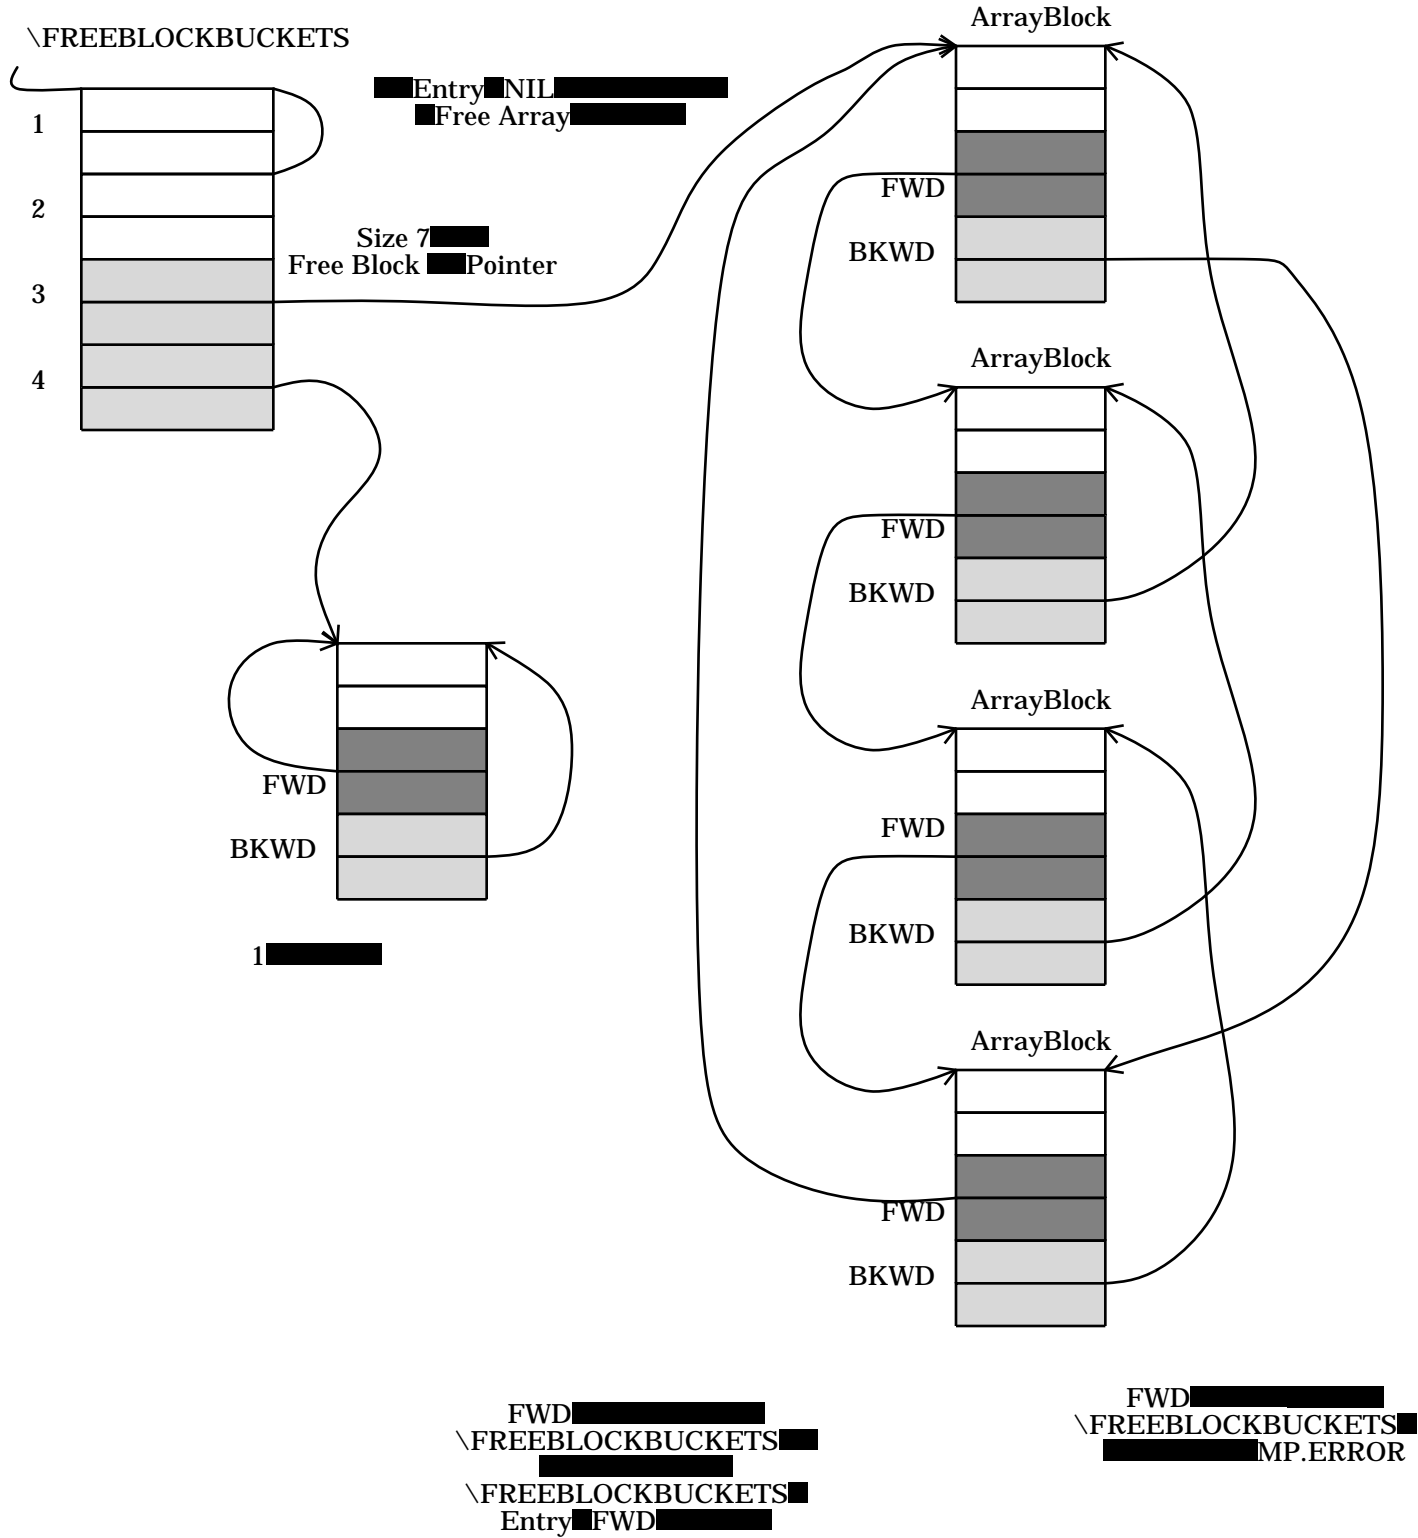 \FREEBLOCKBUCKETS
ArrayBlock
Entry NIL
Free Array
1
2
3
4
Size 7
Free Block Pointer
FWD
BKWD
ArrayBlock
FWD
BKWD
ArrayBlock
FWD
BKWD
FWD
BKWD
1
ArrayBlock
FWD
BKWD
FWD
\FREEBLOCKBUCKETS
\FREEBLOCKBUCKETS
Entry FWD
FWD
\FREEBLOCKBUCKETS
MP.ERROR